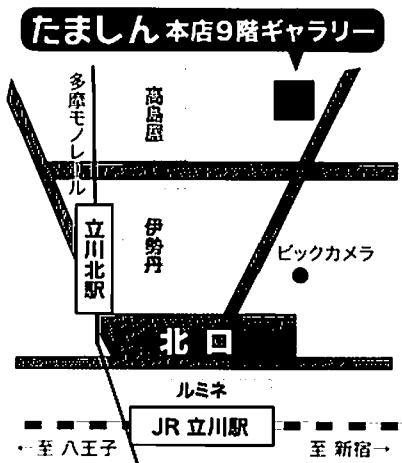 たましん 本店9階ギャラリー
多摩モノレール
高島屋
立川北駅
伊勢丹
ビックカメラ
北口
ルミネ
JR 立川駅
←至 八王子
至 新宿→